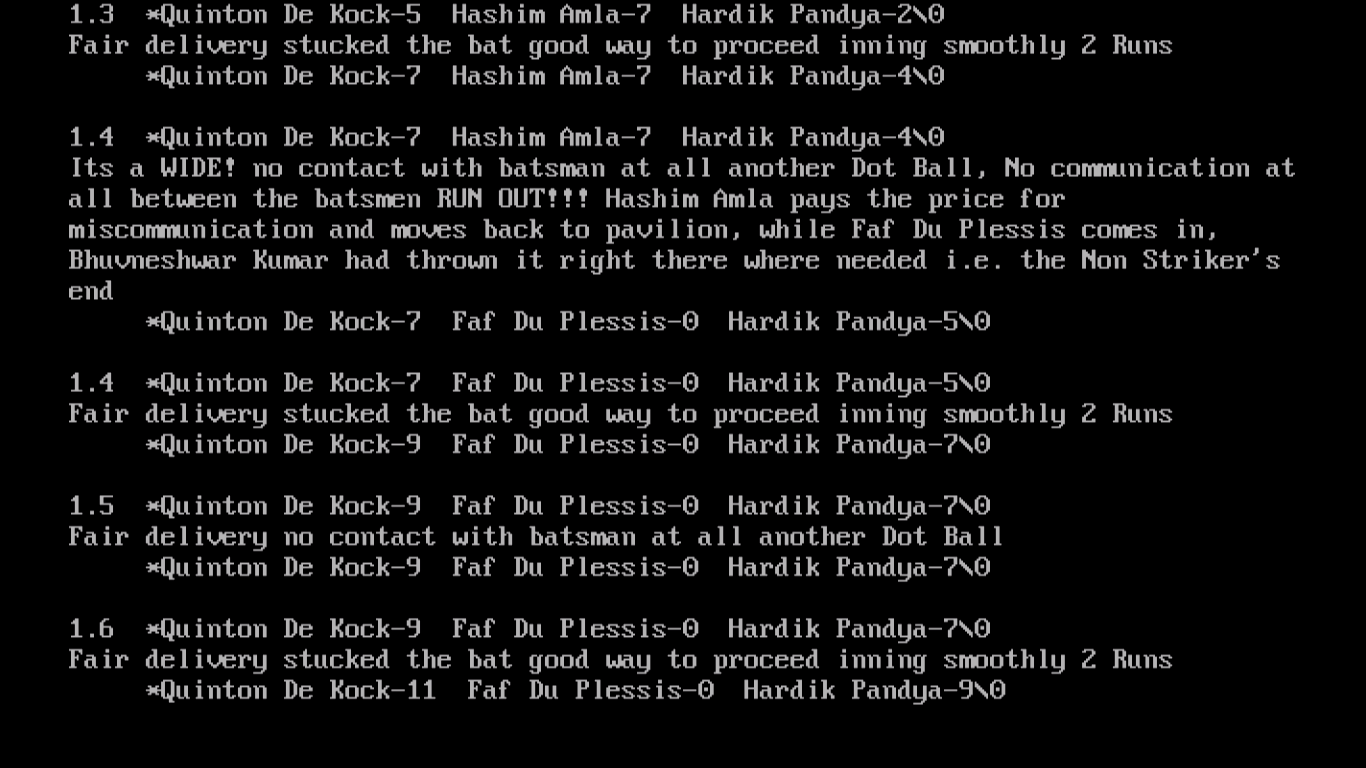 1.3  *Quinton De Kock-5  Hashim Amla-7  Hardik Pandya-2\0
Fair delivery stucked the bat good way to proceed inning smoothly 2 Runs
*Quinton De Kock-7  Hashim Amla-7  Hardik Pandya-4\0
1.4  *Quinton De Kock-7  Hashim Amla-7  Hardik Pandya-4\0
Its a WIDE! no contact with batsman at all another Dot Ball, No communication at
all between the batsmen RUN OUT!!! Hashim Amla pays the price for
miscommunication and moves back to pavilion, while Faf Du Plessis comes in,
Bhuvneshwar Kumar had thrown it right there where needed i.e. the Non Striker's
end
*Quinton De Kock-7  Faf Du Plessis-0  Hardik Pandya-5\0
1.4  *Quinton De Kock-7  Faf Du Plessis-0  Hardik Pandya-5\0
Fair delivery stucked the bat good way to proceed inning smoothly 2 Runs
*Quinton De Kock-9  Faf Du Plessis-0  Hardik Pandya-7\0
1.5  *Quinton De Kock-9  Faf Du Plessis-0  Hardik Pandya-7\0
Fair delivery no contact with batsman at all another Dot Ball
*Quinton De Kock-9  Faf Du Plessis-0  Hardik Pandya-7\0
1.6  *Quinton De Kock-9  Faf Du Plessis-0  Hardik Pandya-7\0
Fair delivery stucked the bat good way to proceed inning smoothly 2 Runs
*Quinton De Kock-11  Faf Du Plessis-0  Hardik Pandya-9\0